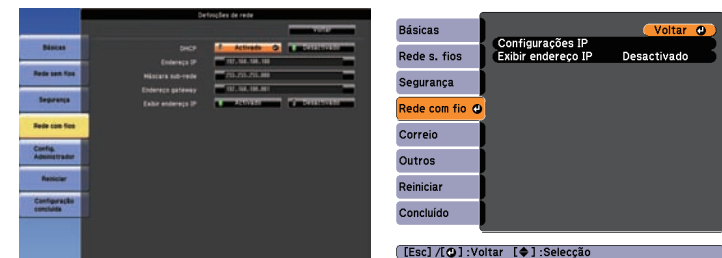 Definições de rede
Voltar
Básicas
Rede sem fios
Segurança
Rede com fios
Config. Administrador
Reiniciar
Configuração concluída
DHCP Activado Desactivado
Endereço IP
Máscara sub-rede
Endereço gateway
Exibir endereço IP Activado Desactivado
Básicas
Rede s. fios
Segurança
Rede com fio
Correio
Outros
Reiniciar
Concluído
Voltar
Configurações IP
Exibir endereço IP Desactivado
[Esc] /[ ] :Voltar [ ] :Selecção